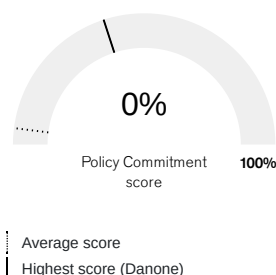 0%
Policy Commitment 100%
score
Average score
Highest score (Danone)